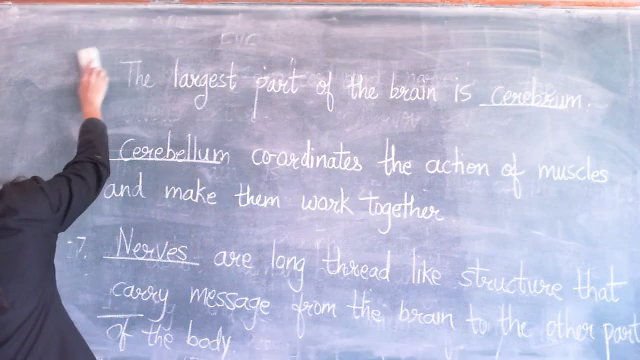 The largest part of the brain is cerebrum.
Cerebellum co-ordinates the action of muscles
and make them work together
7. Nerves are long thread like structure that
carry message from the brain to the other part
of the body